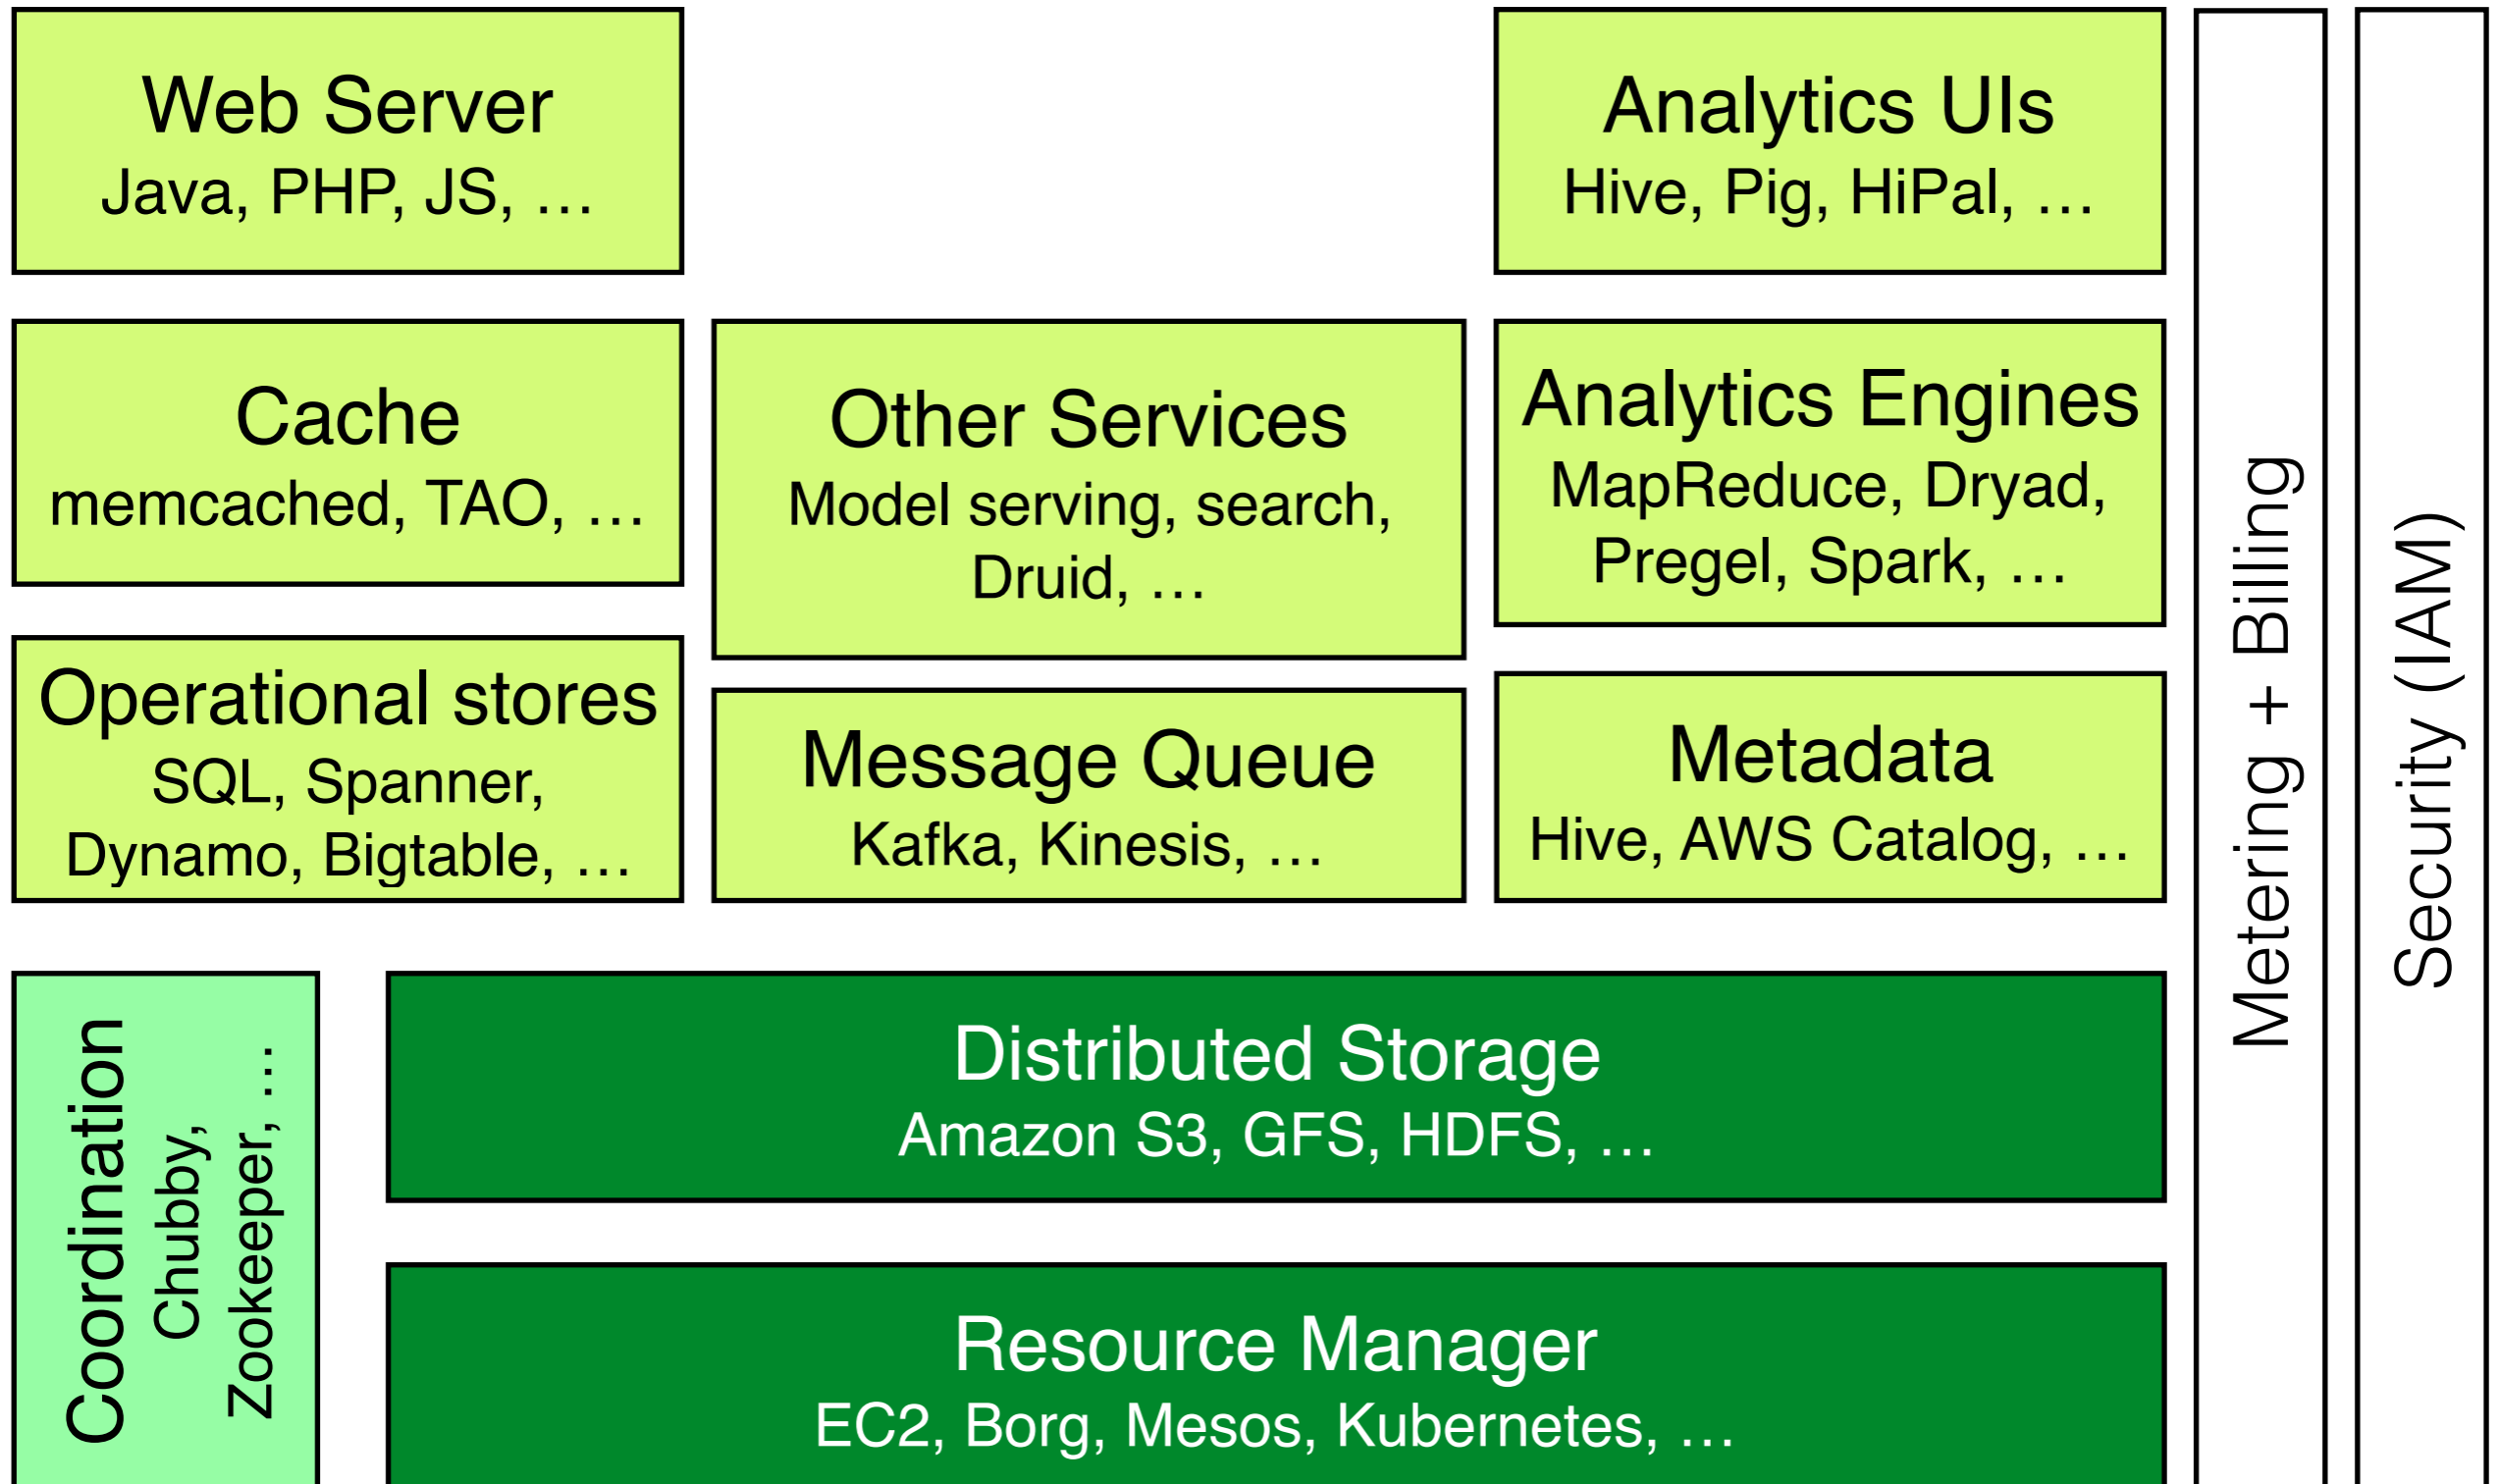 Web Server
Java, PHP, JS, …
Analytics UIs
Hive, Pig, HiPal, …
Cache
memcached, TAO, …
Other Services
Model serving, search,
Druid, …
Analytics Engines
MapReduce, Dryad,
Pregel, Spark, …
Operational stores
SQL, Spanner,
Dynamo, Bigtable, …
Message Queue
Kafka, Kinesis, …
Metadata
Hive, AWS Catalog, …
Coordination
Chubby,
Zookeeper, …
Distributed Storage
Amazon S3, GFS, HDFS, …
Resource Manager
EC2, Borg, Mesos, Kubernetes, …
Metering + Billing
Security (IAM)